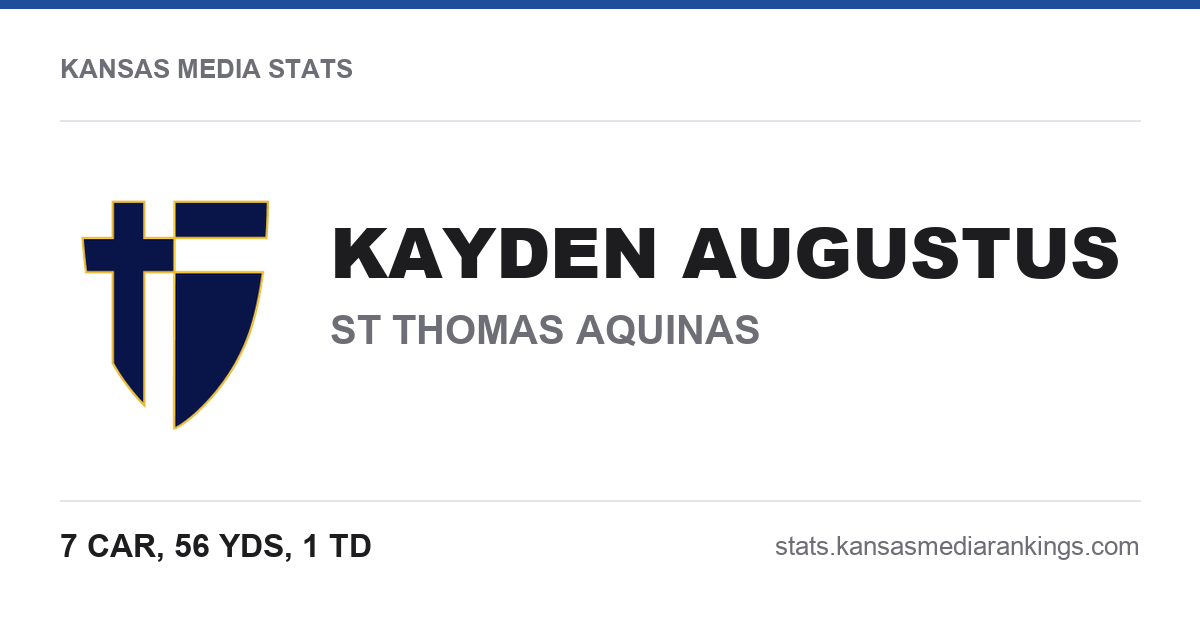 KANSAS MEDIA STATS
KAYDEN AUGUSTUS
ST THOMAS AQUINAS
7 CAR, 56 YDS, 1 TD
stats.kansasmediarankings.com